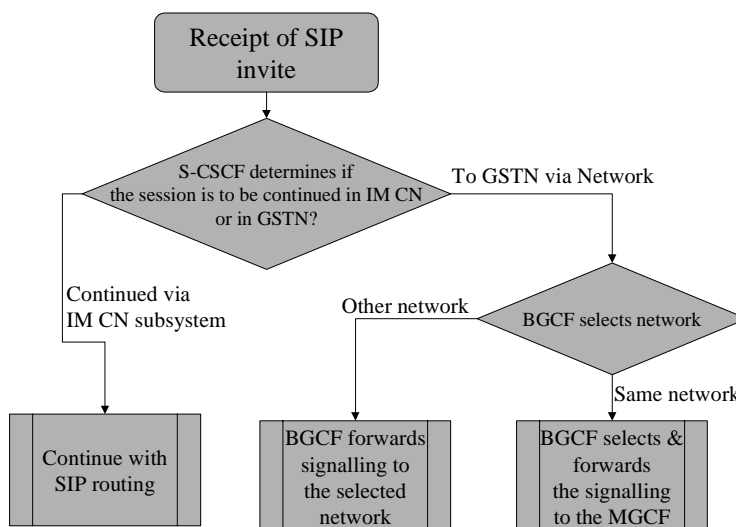 Receipt of SIP
invite
S-CSCF determines if
the session is to be continued in IM CN
or in GSTN?
To GSTN via Network
Continued via
IM CN subsystem
Other network
BGCF selects network
Same network
Continue with
SIP routing
BGCF forwards
signalling to
the selected
network
BGCF selects &
forwards
the signalling
to the MGCF